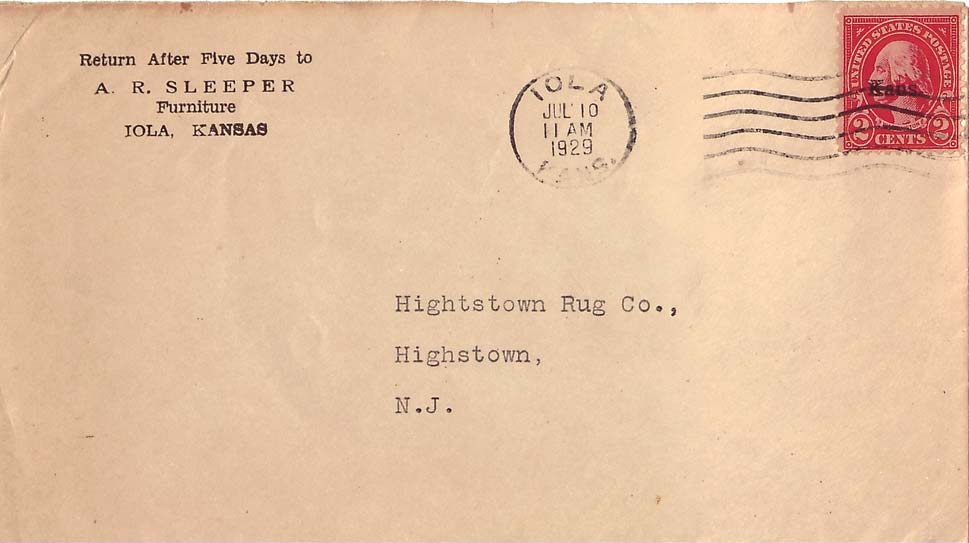 Return After Five Days to
A. R. SLEEPER
Furniture
IOLA, KANSAS
IOLA
JUL 10
11 AM
1929
KANS.
UNITED STATES POSTAGE
Kans.
2 CENTS 2
Hightstown Rug Co.,
Highstown,
N.J.